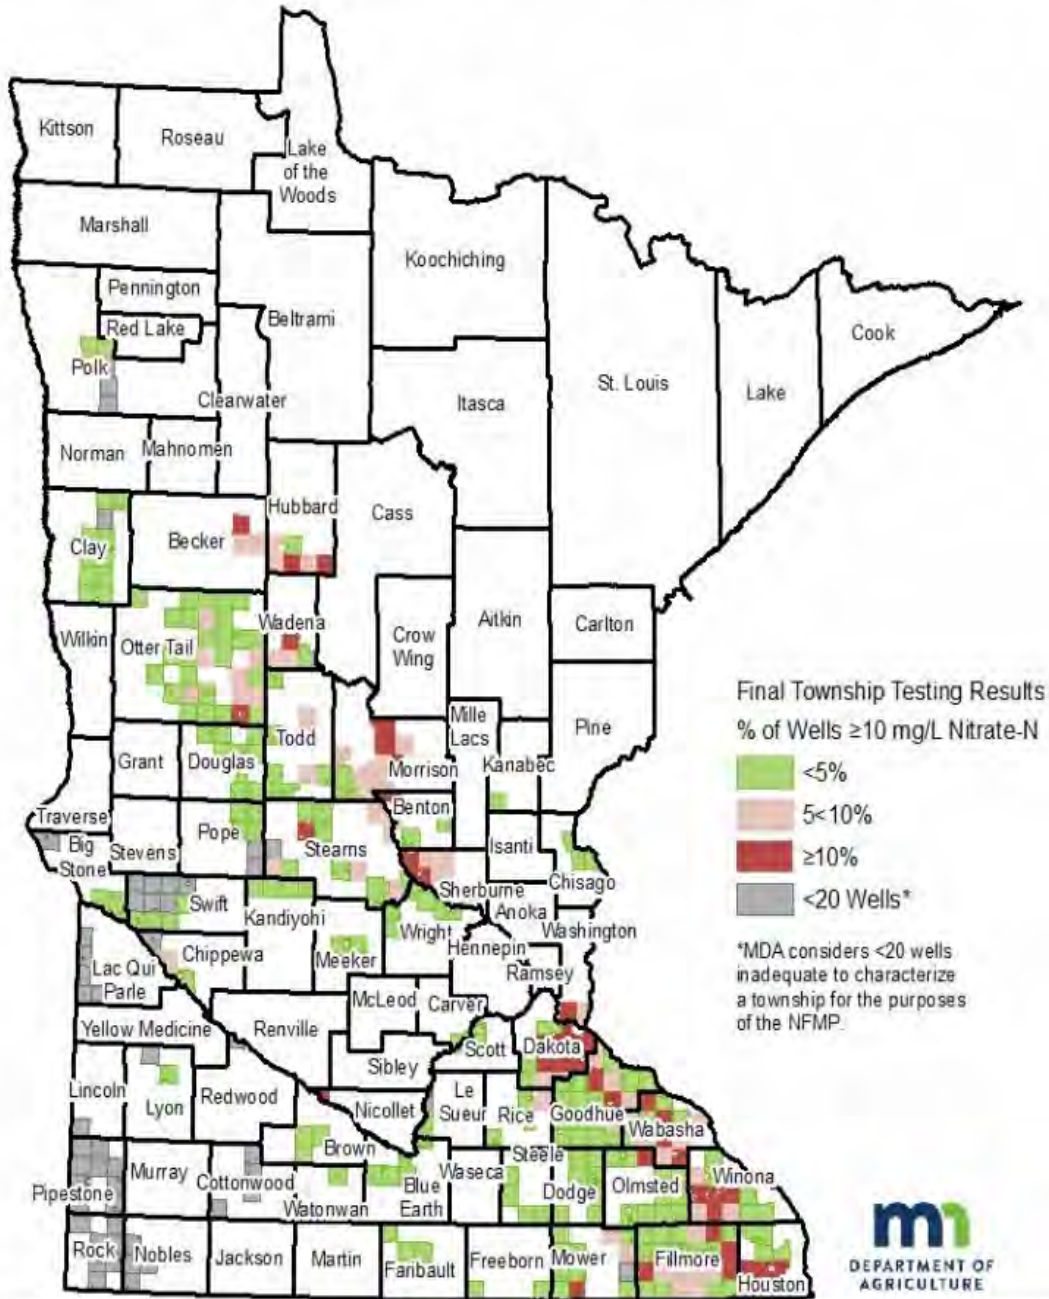 Kittson
Roseau
Lake
of the
Woods
Marshall
Koochiching
Pennington
Red Lake
Beltrami
Cook
Polk
St. Louis
Lake
Clearwater
Itasca
Norman
Mahnomen
Hubbard
Cass
Clay
Becker
Wilkin
Otter Tail
Wadena
Crow
Wing
Aitkin
Carlton
Final Township Testing Results
% of Wells ≥10 mg/L Nitrate-N
<5%
5<10%
≥10%
<20 Wells*
*MDA considers <20 wells
inadequate to characterize
a township for the purposes
of the NFMP.
Mille
Lacs
Pine
Grant
Douglas
Todd
Morrison
Kanabec
Traverse
Benton
Big
Stone
Stevens
Pope
Stearns
Isanti
Sherburne
Chisago
Swift
Kandiyohi
Anoka
Wright
Washington
Hennepin
Lac Qui
Parle
Chippewa
Meeker
Ramsey
McLeod
Carver
Yellow Medicine
Renville
Scott
Dakota
Sibley
Lincoln
Lyon
Redwood
Nicollet
Le
Sueur
Rice
Goodhue
Wabasha
Brown
Steele
Pipestone
Murray
Cottonwood
Watonwan
Blue
Earth
Waseca
Dodge
Olmsted
Winona
Rock
Nobles
Jackson
Martin
Faribault
Freeborn
Mower
Fillmore
Houston
DEPARTMENT OF
AGRICULTURE